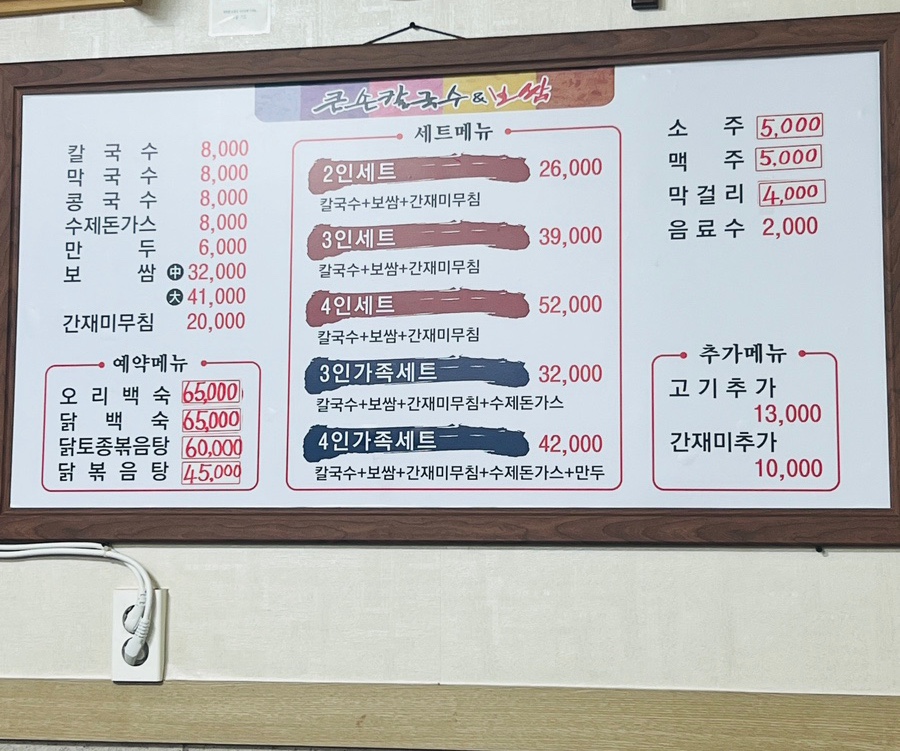 큰손칼국수&보쌈
칼국수 8,000
막국수 8,000
콩국수 8,000
수제돈가스 8,000
만두 6,000
보쌈 中 32,000
大 41,000
간재미무침 20,000
예약메뉴
오리백숙 65,000
닭백숙 65,000
닭토종볶음탕 60,000
닭볶음탕 45,000
세트메뉴
2인세트 26,000
칼국수+보쌈+간재미무침
3인세트 39,000
칼국수+보쌈+간재미무침
4인세트 52,000
칼국수+보쌈+간재미무침
3인가족세트 32,000
칼국수+보쌈+간재미무침+수제돈가스
4인가족세트 42,000
칼국수+보쌈+간재미무침+수제돈가스+만두
소주 5,000
맥주 5,000
막걸리 4,000
음료수 2,000
추가메뉴
고기추가
13,000
간재미추가
10,000